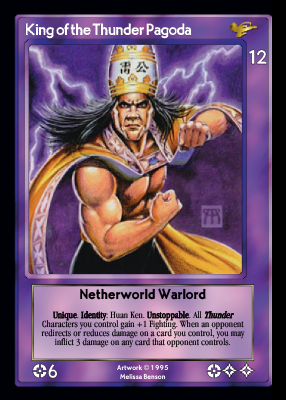 King of the Thunder Pagoda
12
雷公
Netherworld Warlord
Unique. Identity: Huan Ken. Unstoppable. All Thunder
Characters you control gain +1 Fighting. When an opponent
redirects or reduces damage on a card you control, you may
inflict 3 damage on any card that opponent controls.
6
Artwork © 1995
Melissa Benson